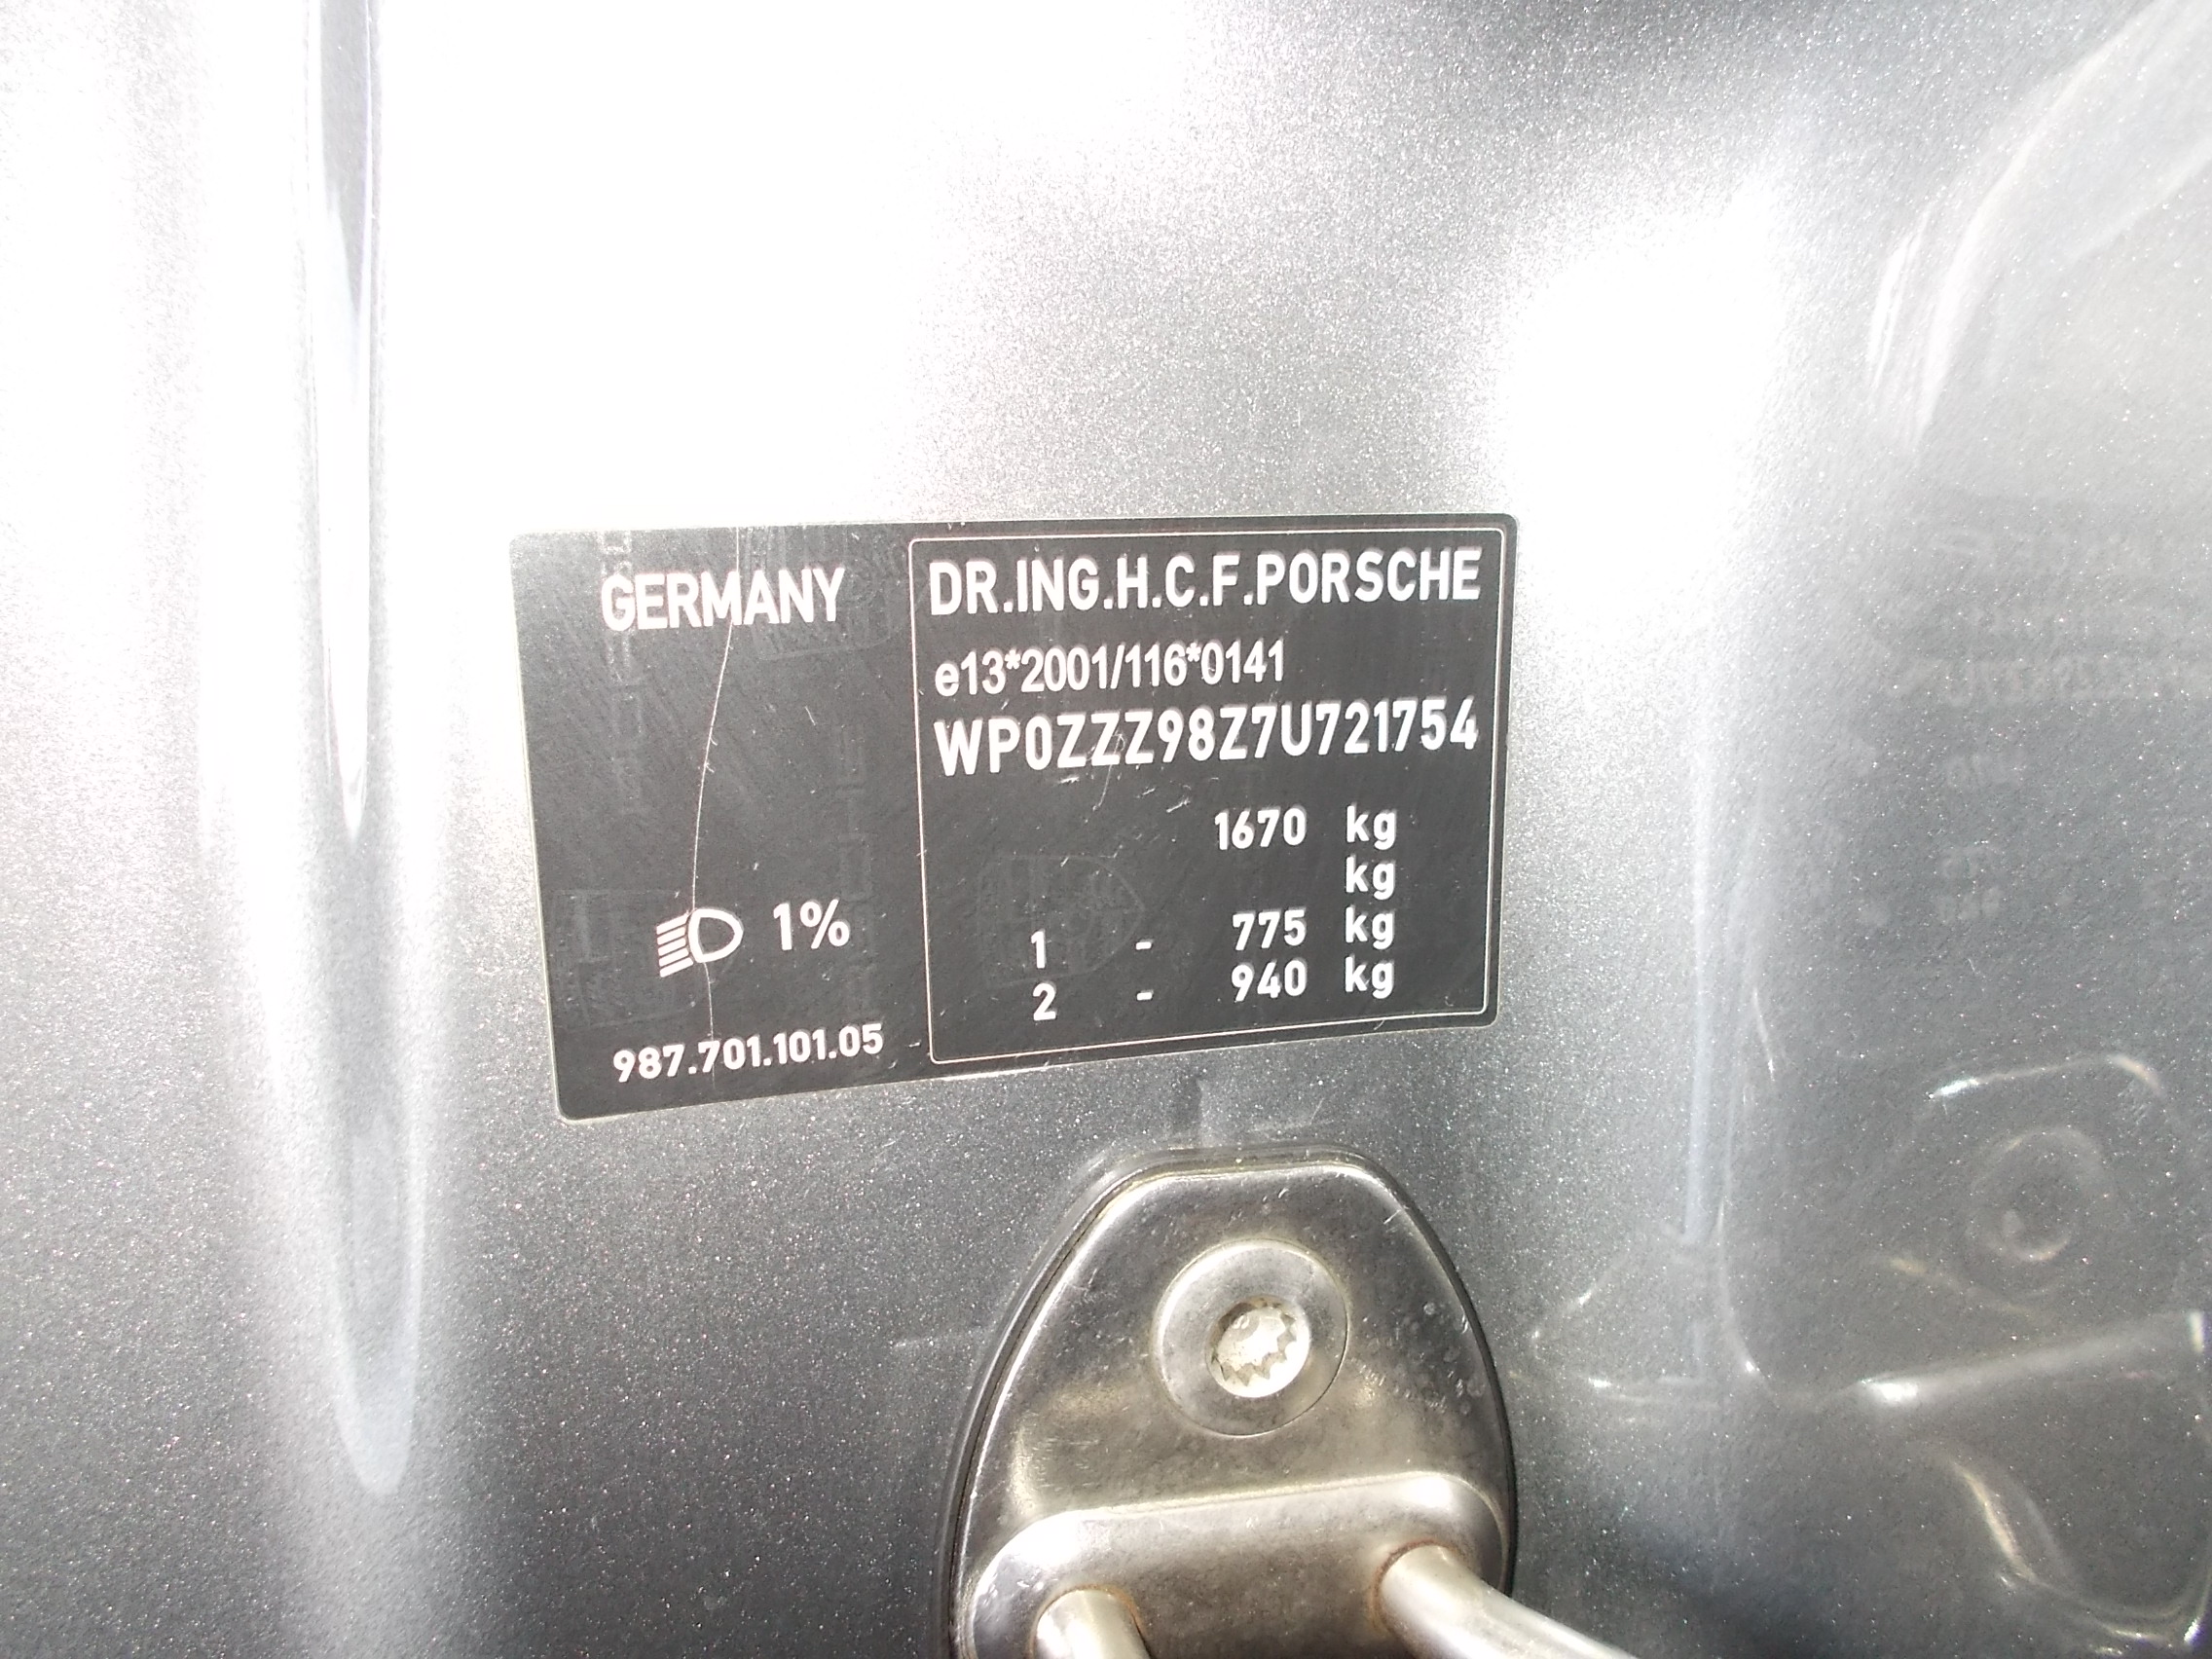 GERMANY
1%
987.701.101.05
DR.ING.H.C.F.PORSCHE
e13*2001/116*0141
WP0ZZZ98Z7U721754
1670 kg
kg
1 - 775 kg
2 - 940 kg